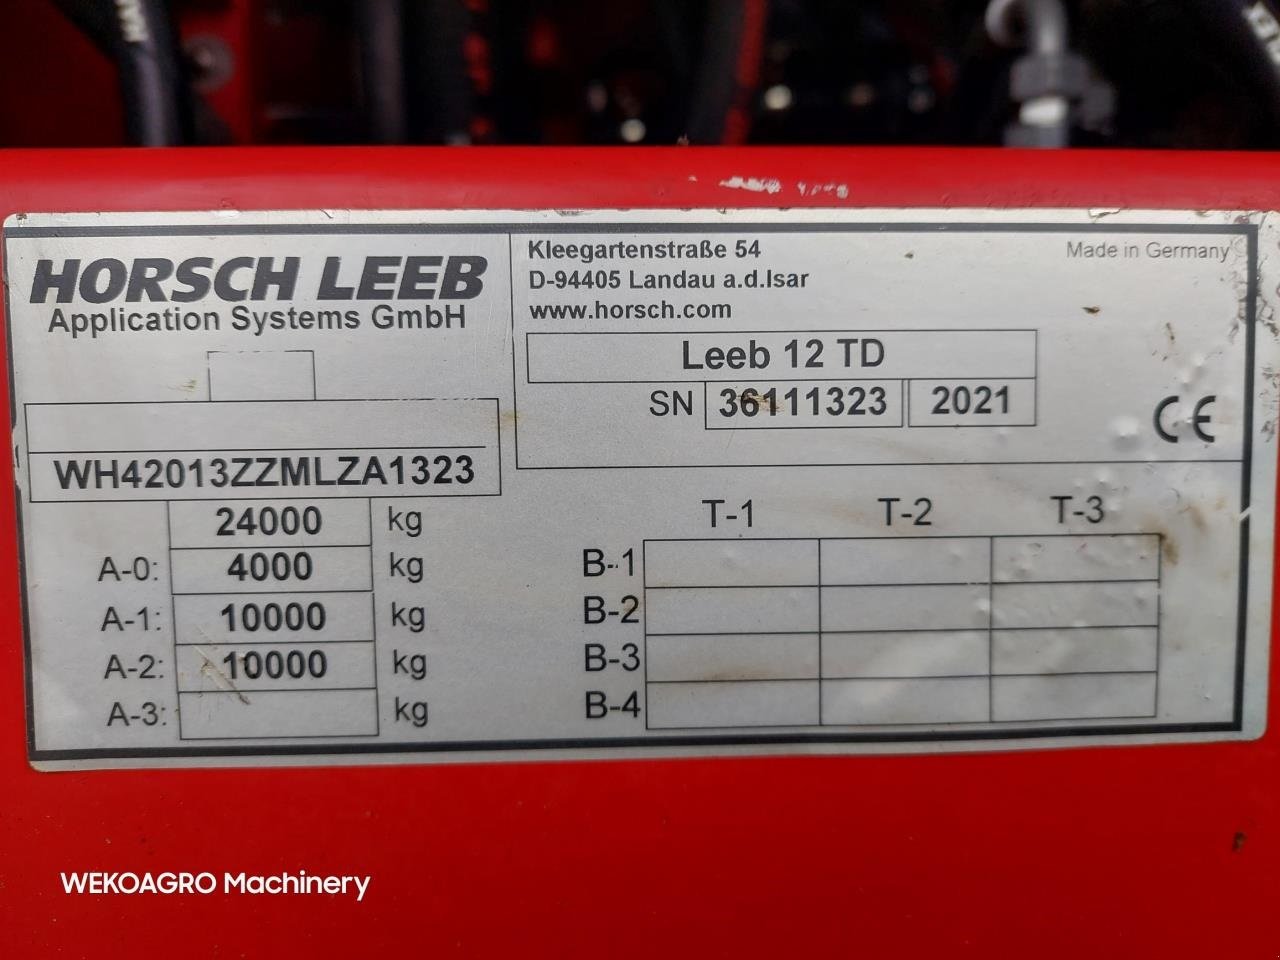 HORSCH LEEB
Application Systems GmbH
Kleegartenstraße 54
D-94405 Landau a.d.Isar
www.horsch.com
Made in Germany
Leeb 12 TD
SN 36111323 2021
CE
WH42013ZZMLZA1323
24000 kg
A-0: 4000 kg
A-1: 10000 kg
A-2: 10000 kg
A-3: kg
T-1 T-2 T-3
B-1
B-2
B-3
B-4
WEKOAGRO Machinery